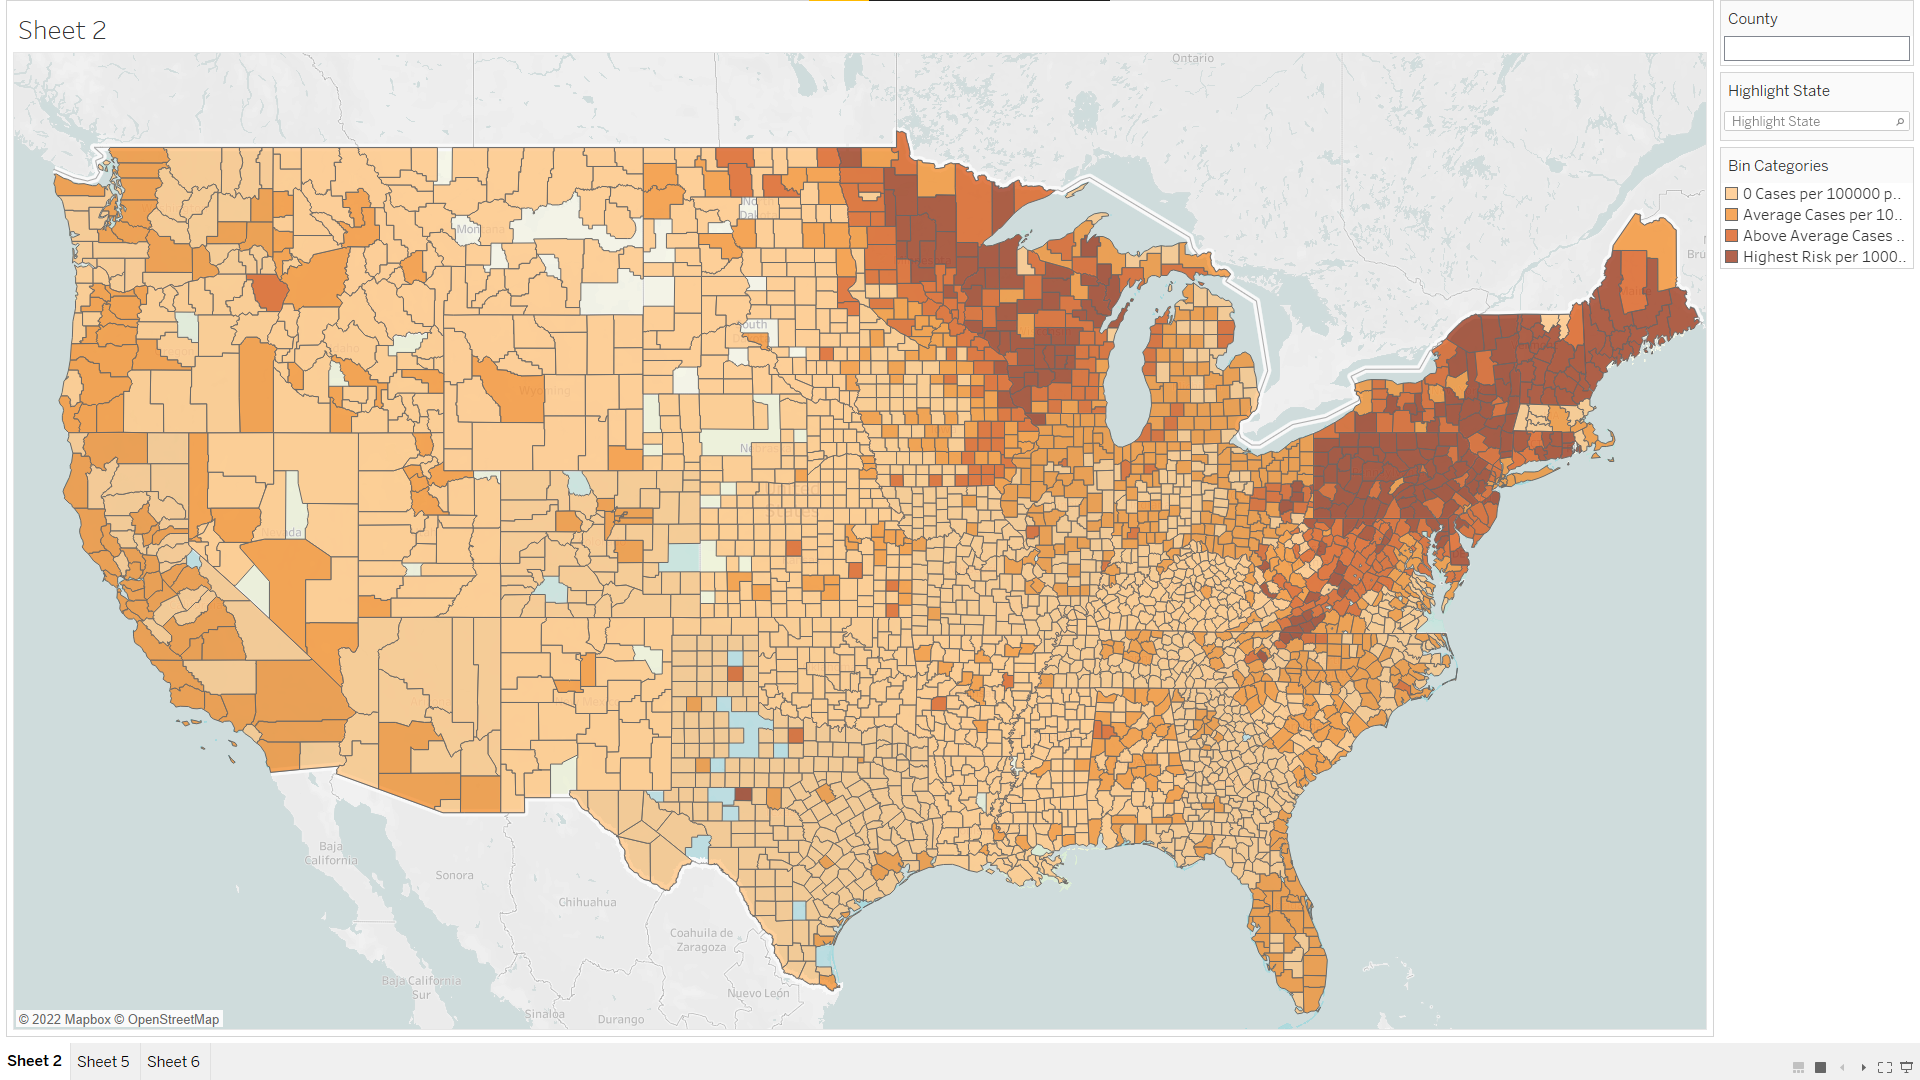 Sheet 2
County
Highlight State
Highlight State
Bin Categories
0 Cases per 100000 p..
Average Cases per 10..
Above Average Cases ..
Highest Risk per 1000..
Ontario
Montana
United
States
Wyoming
Nevada
Baja
California
Sonora
Chihuahua
Coahuila de
Zaragoza
Baja California
Sur
Nuevo León
Sinaloa
Durango
© 2022 Mapbox © OpenStreetMap
Sheet 2
Sheet 5
Sheet 6